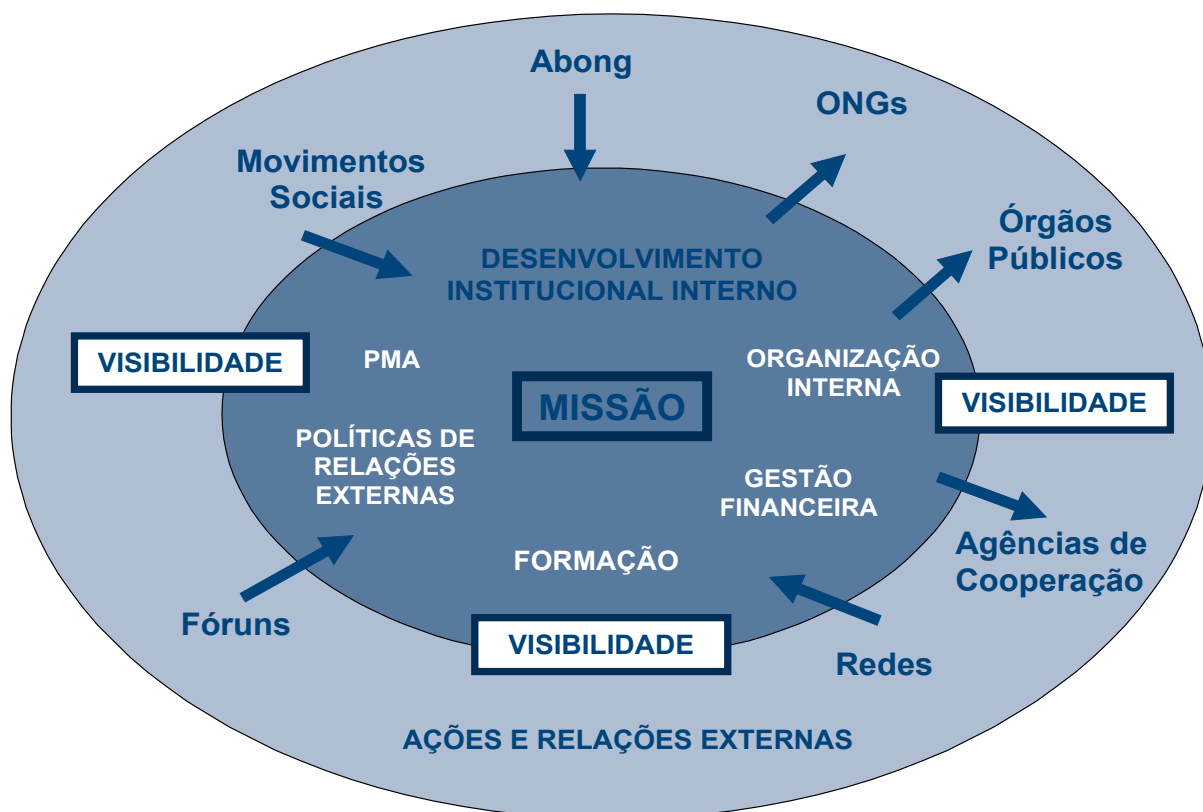 Abong
ONGs
Movimentos
Sociais
Órgãos
Públicos
DESENVOLVIMENTO
INSTITUCIONAL INTERNO
VISIBILIDADE
PMA
ORGANIZAÇÃO
INTERNA
MISSÃO
VISIBILIDADE
POLÍTICAS DE
RELAÇÕES
EXTERNAS
GESTÃO
FINANCEIRA
FORMAÇÃO
Agências de
Cooperação
Fóruns
VISIBILIDADE
Redes
AÇÕES E RELAÇÕES EXTERNAS